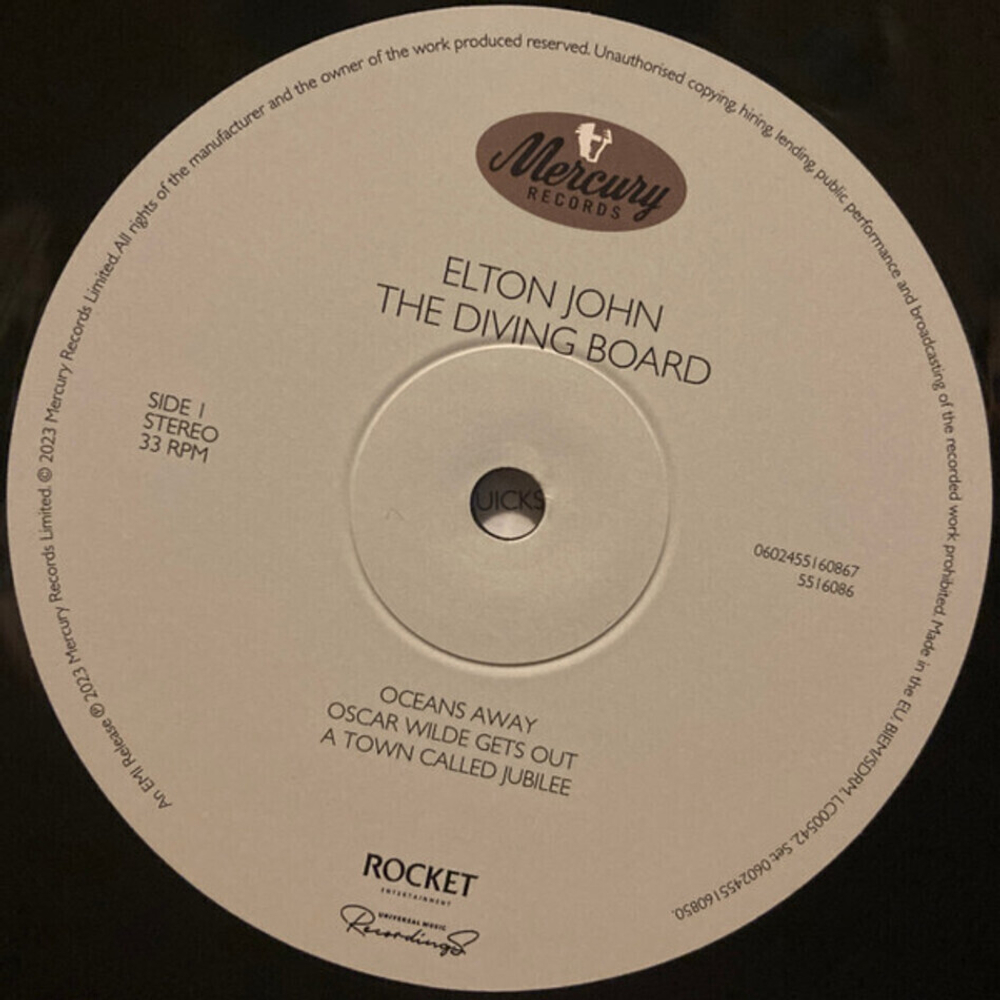 An EMI Release ℗ 2023 Mercury Records Limited. © 2023 Mercury Records Limited. All rights of the manufacturer and the owner of the work produced reserved. Unauthorised copying, hiring, lending, public performance and broadcasting of the recorded work prohibited. Made in the EU. BIEM/SDRM. LC00542. Set: 0602455160850.
Mercury
RECORDS
ELTON JOHN
THE DIVING BOARD
SIDE 1
STEREO
33 RPM
UICKS
0602455160867
5516086
OCEANS AWAY
OSCAR WILDE GETS OUT
A TOWN CALLED JUBILEE
ROCKET
ENTERTAINMENT
UNIVERSAL MUSIC
Recordings